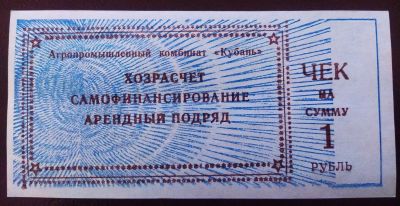 Агропромышленный комбинат «Кубань»
ХОЗРАСЧЕТ
САМОФИНАНСИРОВАНИЕ
АРЕНДНЫЙ ПОДРЯД
ЧЕК
НА
СУММУ
1
РУБЛЬ